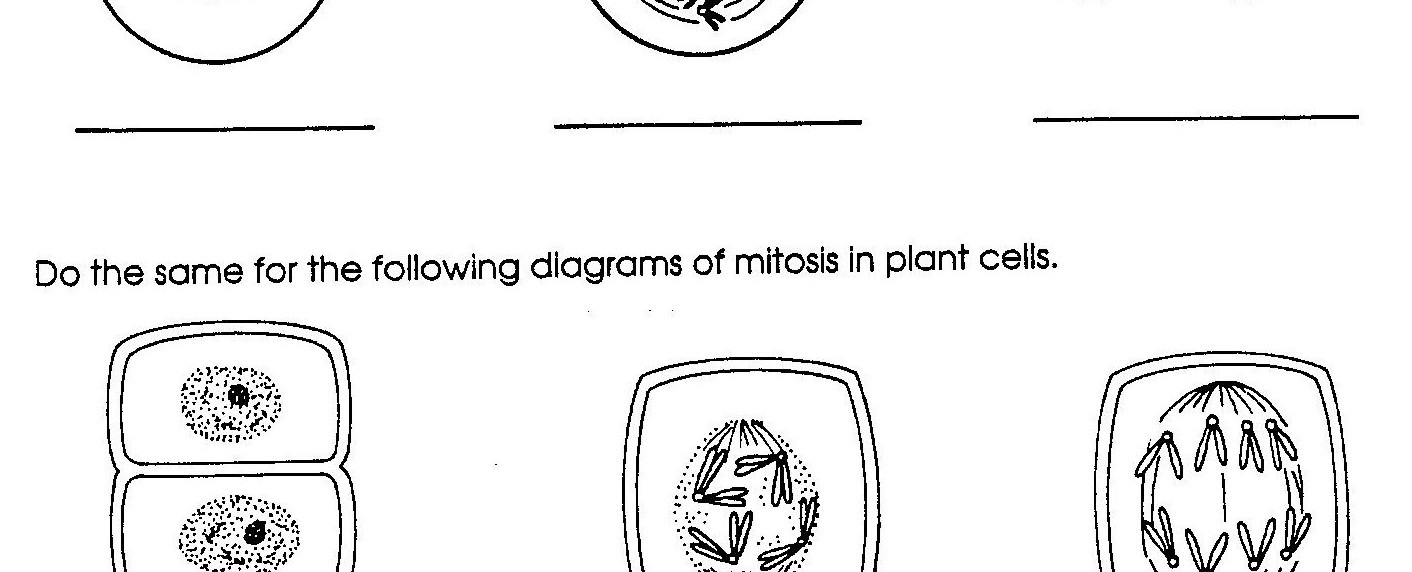 Do the same for the following diagrams of mitosis in plant cells.